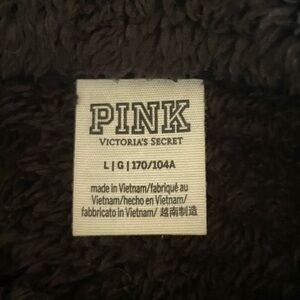 PINK
VICTORIA'S SECRET
L | G | 170/104A
made in Vietnam/fabriqué au
Vietnam/hecho en Vietnam/
fabbricato in Vietnam/ 越南制造